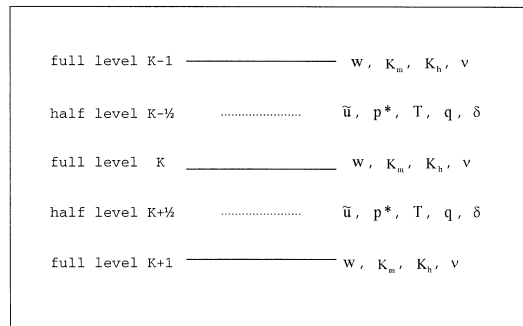 full level K-1 w, Kₘ, Kₕ, ν
half level K-½ ũ, p*, T, q, δ
full level K w, Kₘ, Kₕ, ν
half level K+½ ũ, p*, T, q, δ
full level K+1 w, Kₘ, Kₕ, ν